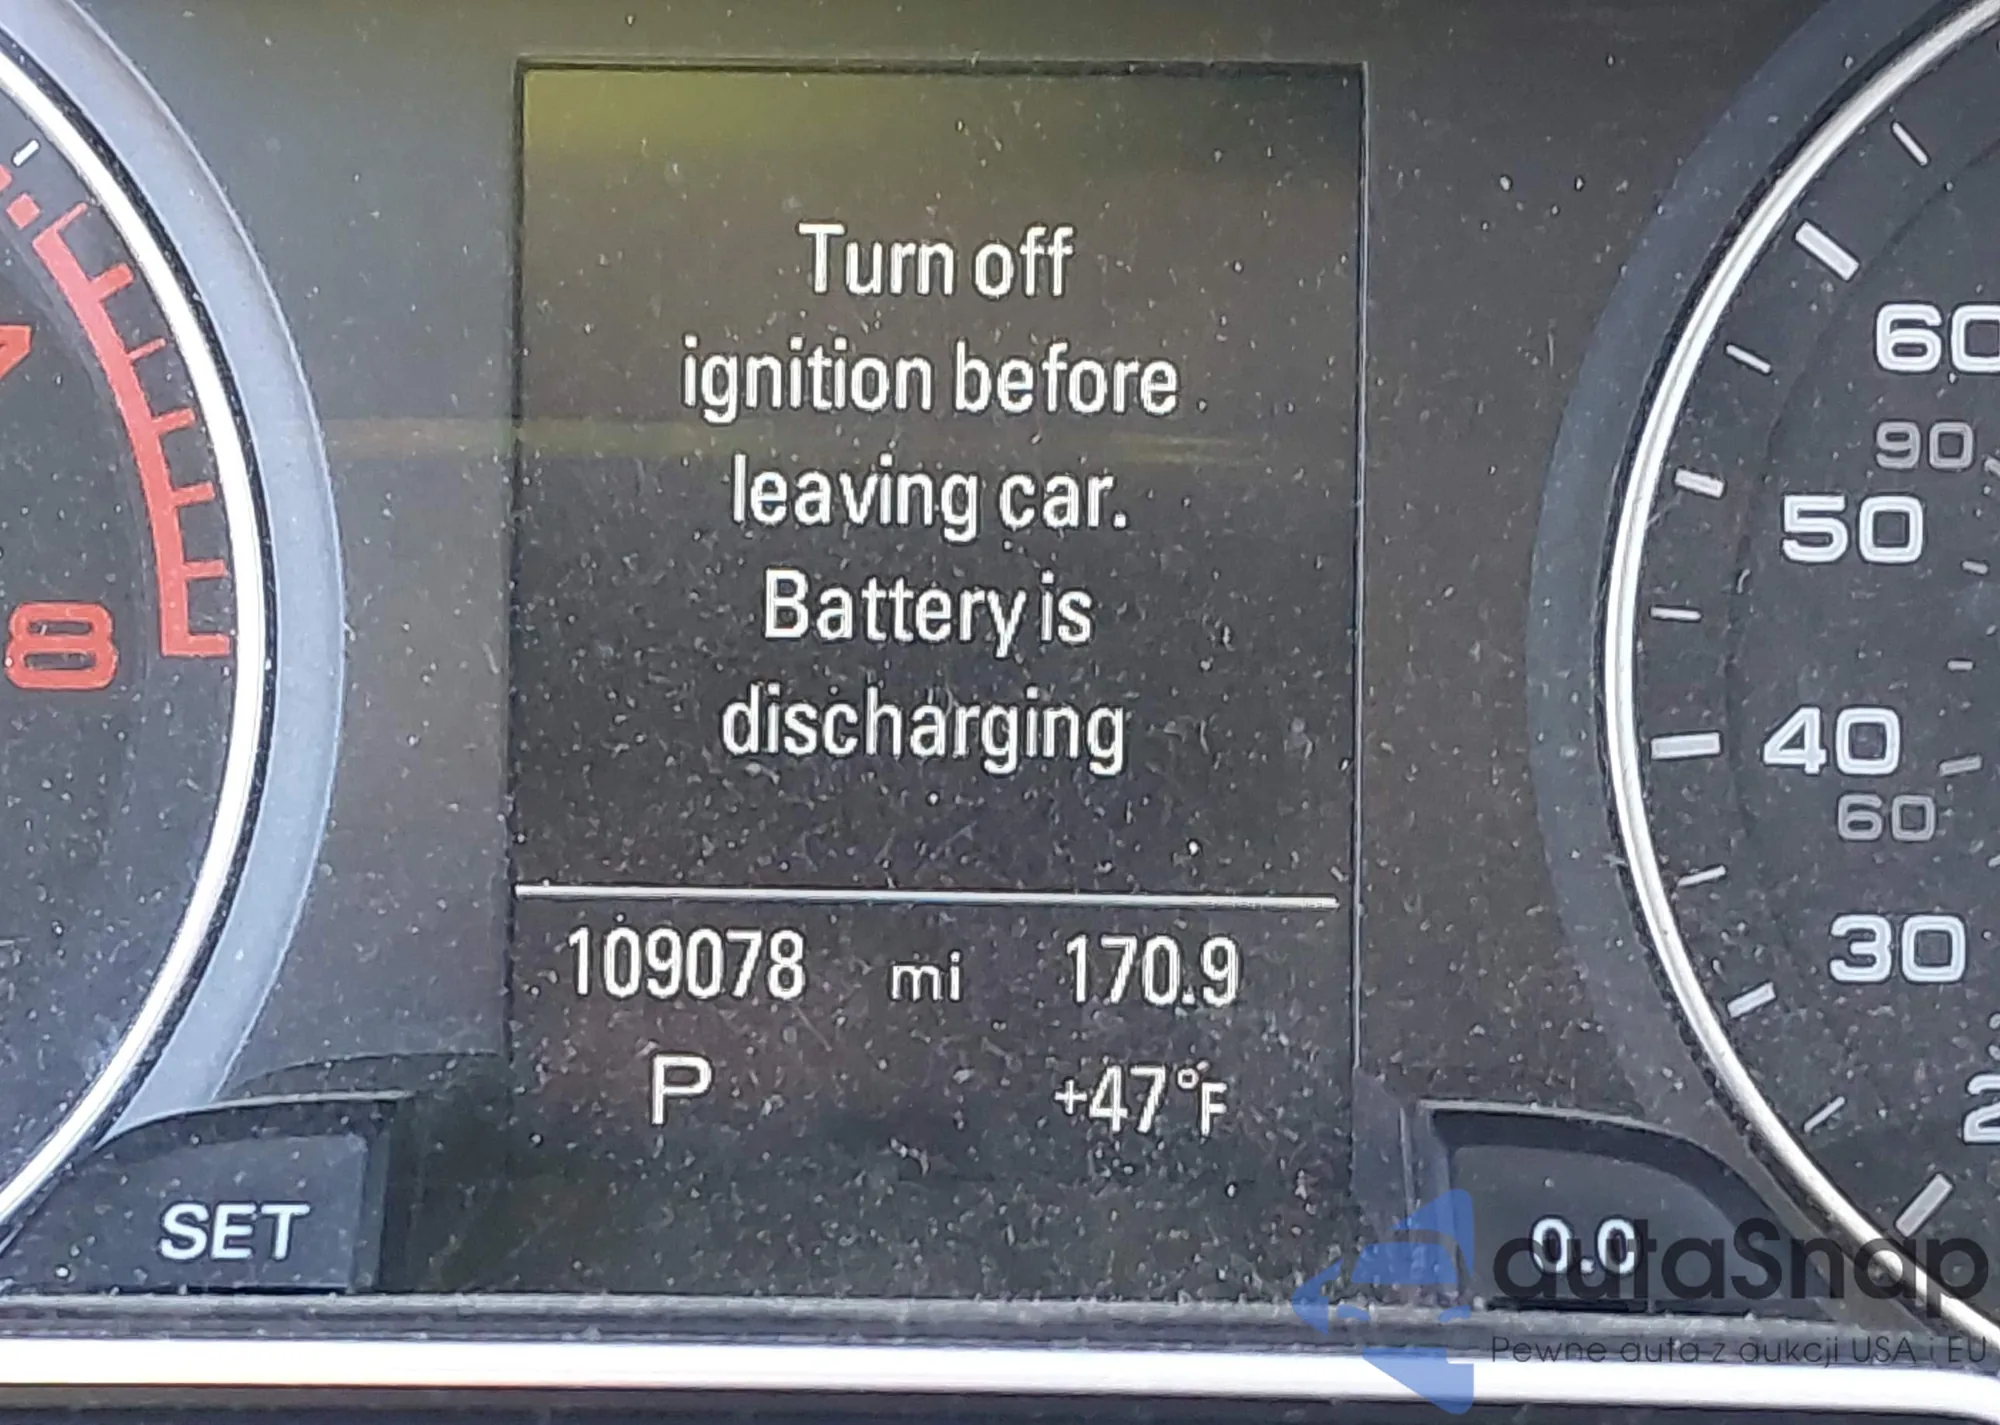 Turn off
ignition before
leaving car.
Battery is
discharging
109078 mi 170.9
P +47°F
SET
0.0
8
60
90
50
40
60
30
autaSnap
Pewne auta z aukcji USA i EU